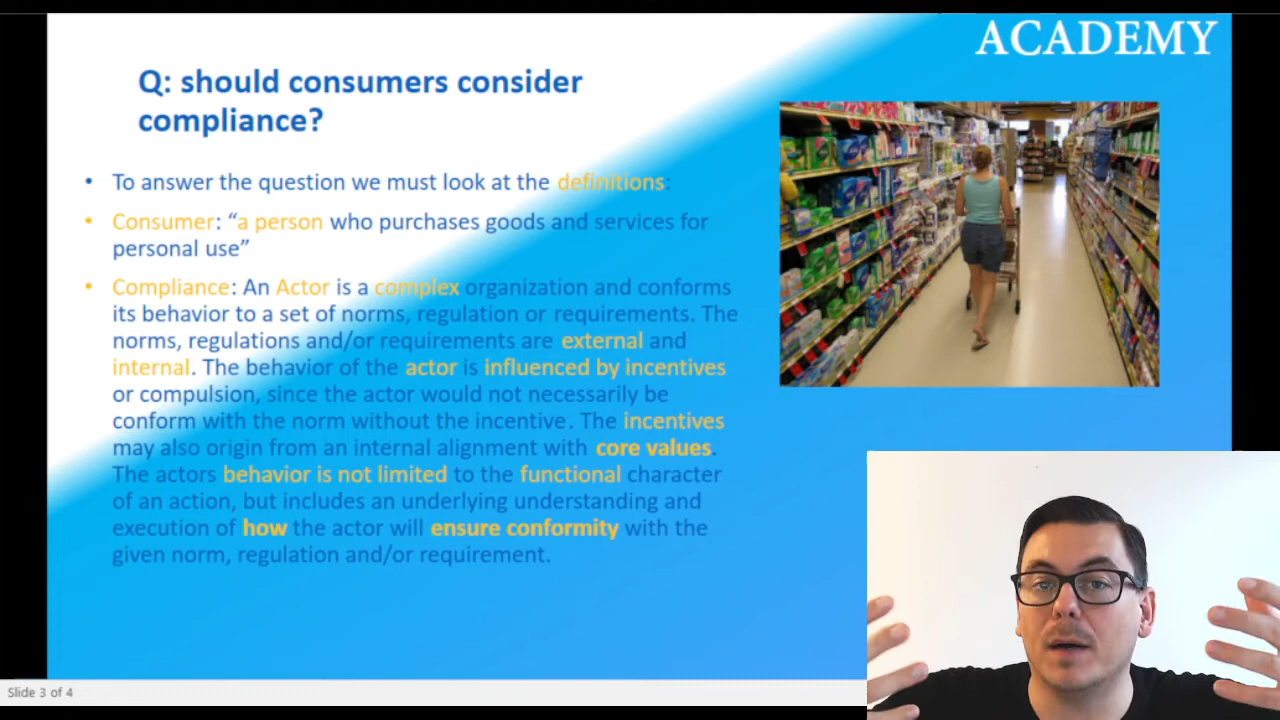 ACADEMY
Q: should consumers consider
compliance?
• To answer the question we must look at the definitions:
• Consumer: “a person who purchases goods and services for
personal use”
• Compliance: An Actor is a complex organization and conforms
its behavior to a set of norms, regulation or requirements. The
norms, regulations and/or requirements are external and
internal. The behavior of the actor is influenced by incentives
or compulsion, since the actor would not necessarily be
conform with the norm without the incentive. The incentives
may also origin from an internal alignment with core values.
The actors behavior is not limited to the functional character
of an action, but includes an underlying understanding and
execution of how the actor will ensure conformity with the
given norm, regulation and/or requirement.
Slide 3 of 4